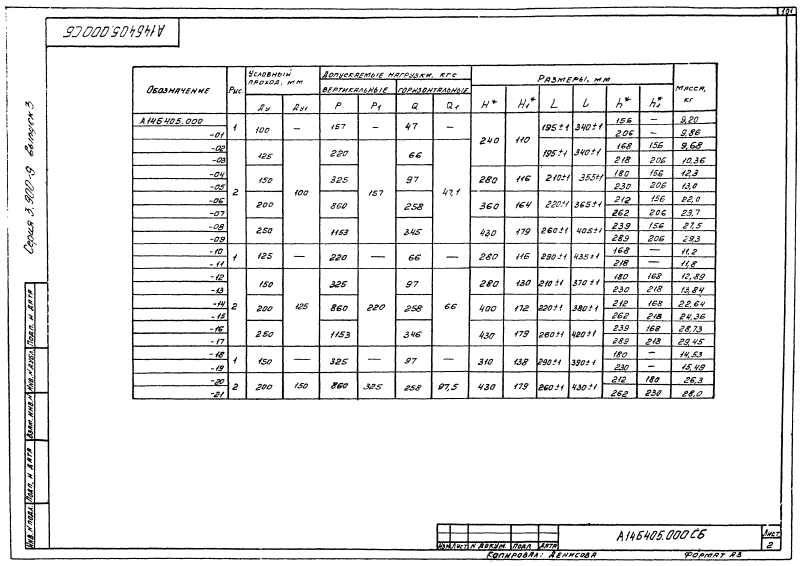 101
А14Б405.000СБ
Серия 3.900-9 выпуск 3
Обозначение Рис. Условный проход, мм Допускаемые нагрузки, кгс Размеры, мм Масса, кг
вертикальные горизонтальные
Ду Ду1 Р Р1 Q Q1 H* H1* L l h* h1*
А14Б405.000 1 100 — 157 — 47 — 240 110 195±1 340±1 156 — 9,20
-01 206 — 9,86
-02 2 125 100 220 157 66 47,1 195±1 340±1 168 156 9,68
-03 218 206 10,36
-04 150 325 97 280 116 210±1 355±1 180 156 12,3
-05 230 206 13,0
-06 200 860 258 360 164 220±1 365±1 212 156 22,0
-07 262 206 23,7
-08 250 1153 345 430 179 260±1 405±1 239 156 27,5
-09 289 206 29,3
-10 1 125 — 220 — 66 — 280 116 290±1 435±1 168 — 11,2
-11 218 — 11,8
-12 2 150 125 325 220 97 66 280 130 210±1 370±1 180 168 12,89
-13 230 218 13,84
-14 200 860 258 400 172 220±1 380±1 212 168 22,64
-15 262 218 24,36
-16 250 1153 346 430 179 260±1 420±1 239 168 28,73
-17 289 218 29,45
-18 1 150 — 325 — 97 — 310 138 290±1 390±1 180 — 14,53
-19 230 — 15,49
-20 2 200 150 860 325 258 97,5 430 179 260±1 430±1 212 180 26,3
-21 262 230 28,0
Инв. № подл. Подп. и дата Взам. инв. № Инв. № дубл. Подп. и дата
Изм. Лист № докум. Подп. Дата
А14Б405.000 СБ
Лист
2
Копировал: Денисова
Формат А3